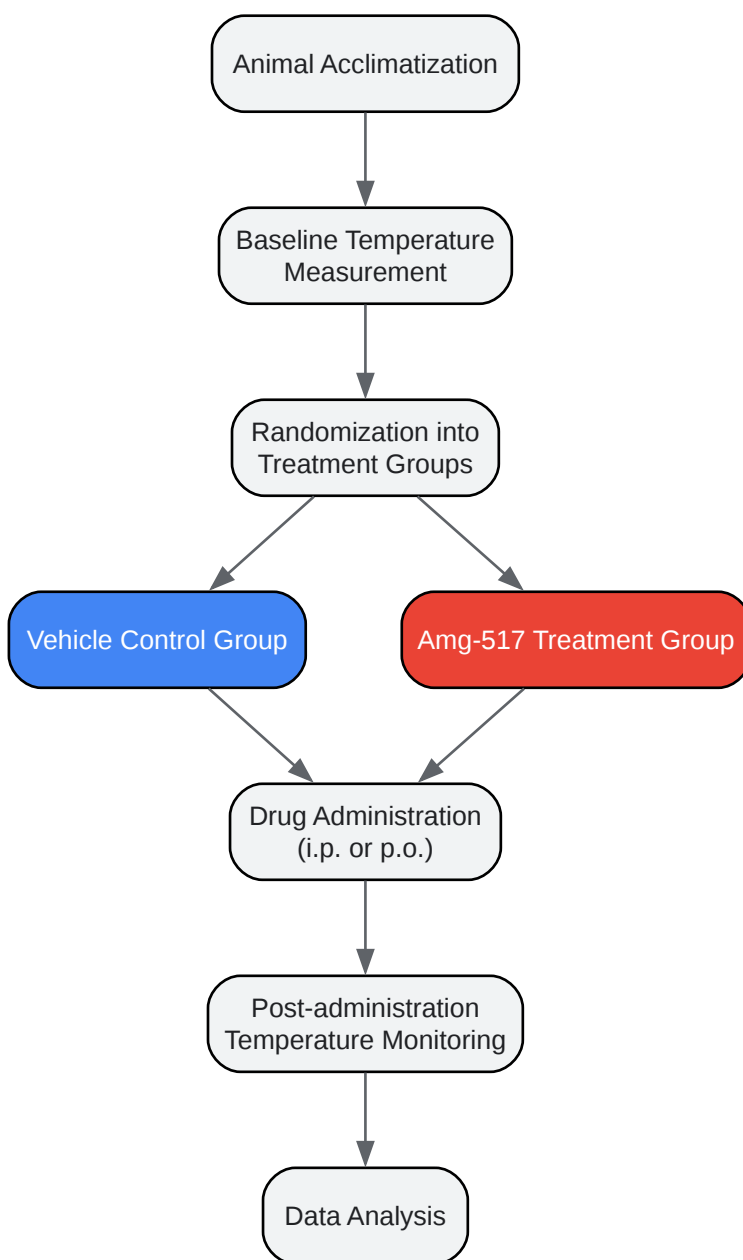 Animal Acclimatization
Baseline Temperature
Measurement
Randomization into
Treatment Groups
Vehicle Control Group
Amg-517 Treatment Group
Drug Administration
(i.p. or p.o.)
Post-administration
Temperature Monitoring
Data Analysis